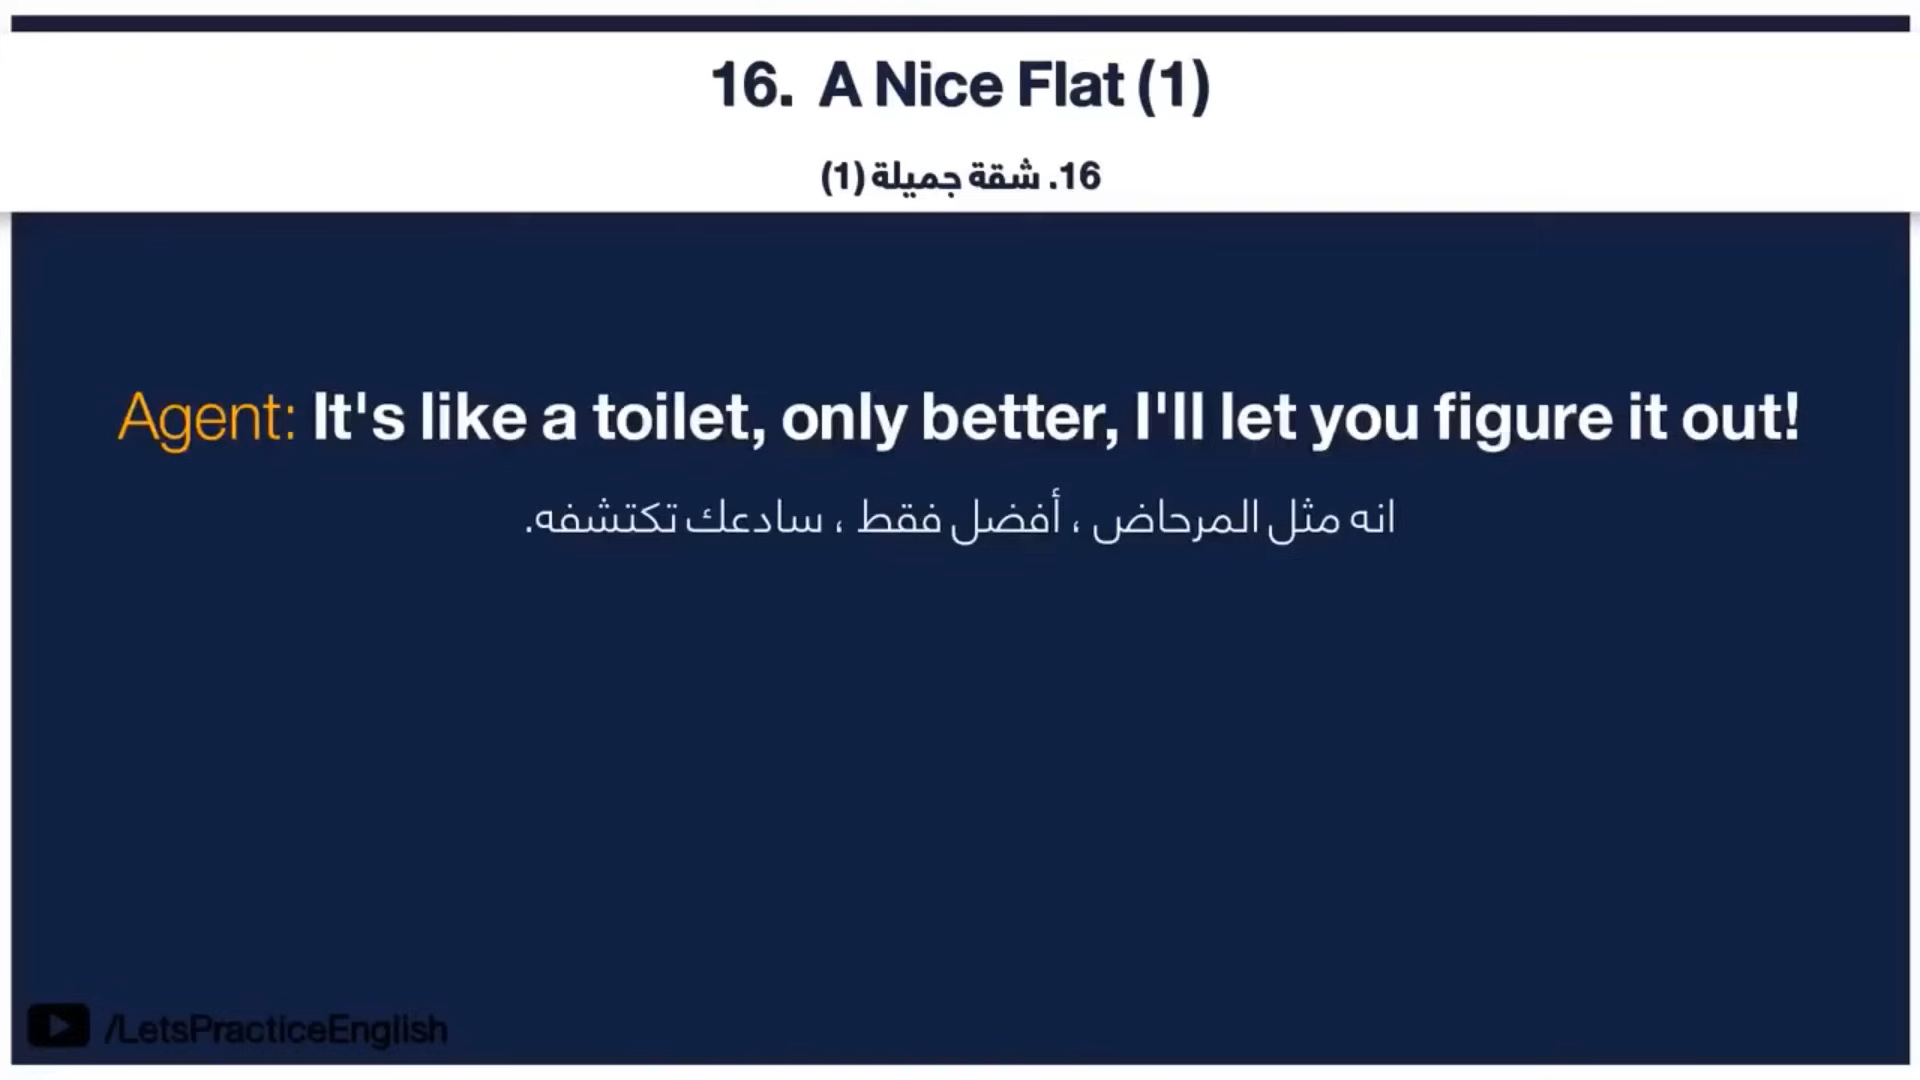 16. A Nice Flat (1)
16. شقة جميلة (1)
Agent: It's like a toilet, only better, I'll let you figure it out!
انه مثل المرحاض ، أفضل فقط ، سادعك تكتشفه.
/LetsPracticeEnglish